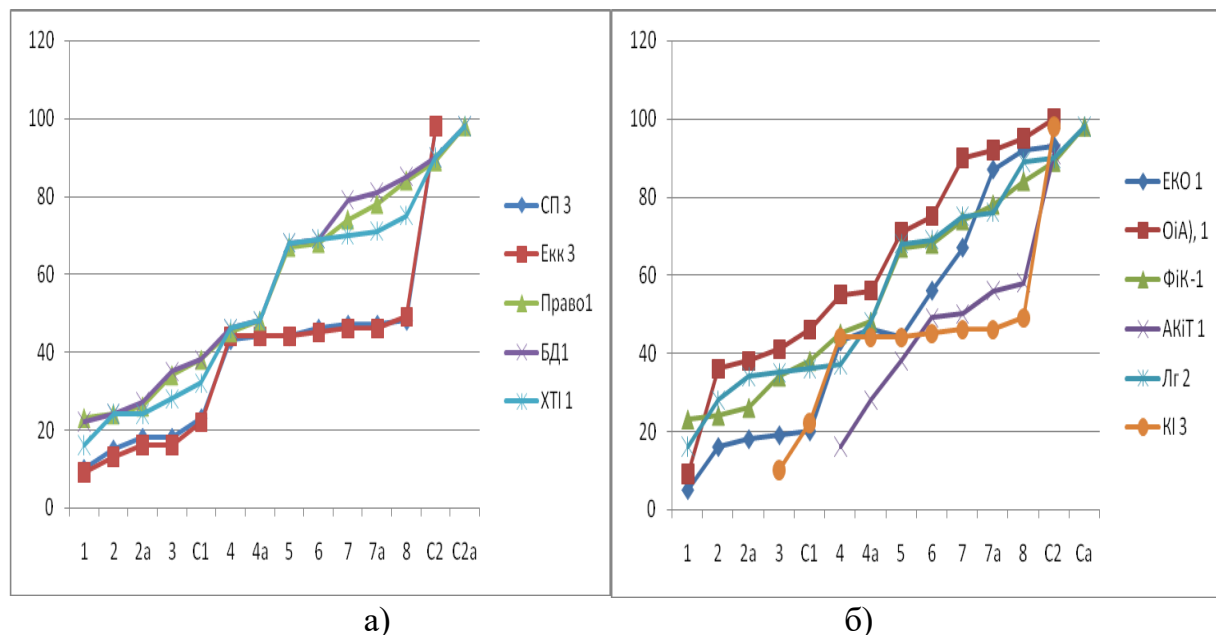 120
100
80
60
40
20
0
1 2 2а 3 С1 4 4а 5 6 7 7а 8 С2 С2а
СП 3
Екк 3
Право1
БД1
ХТІ 1
а)
120
100
80
60
40
20
0
1 2 2а 3 С1 4 4а 5 6 7 7а 8 С2 Са
ЕКО 1
ОіА), 1
ФіК-1
АКіТ 1
Лг 2
КІ 3
б)